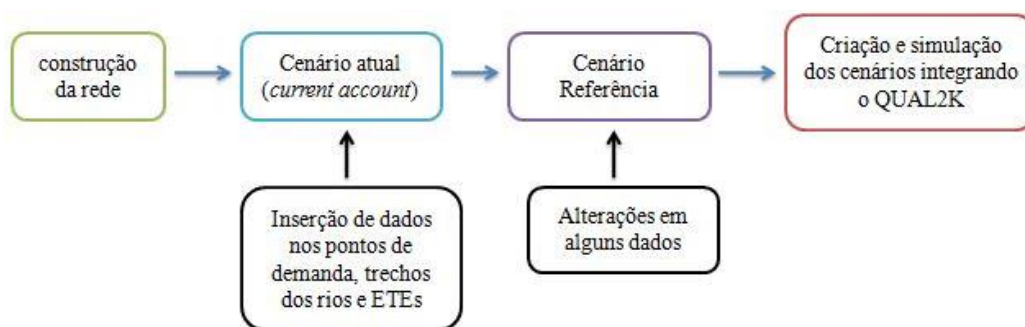 construção
da rede
Cenário atual
(current account)
Cenário
Referência
Criação e simulação
dos cenários integrando
o QUAL2K
Inserção de dados
nos pontos de
demanda, trechos
dos rios e ETEs
Alterações em
alguns dados